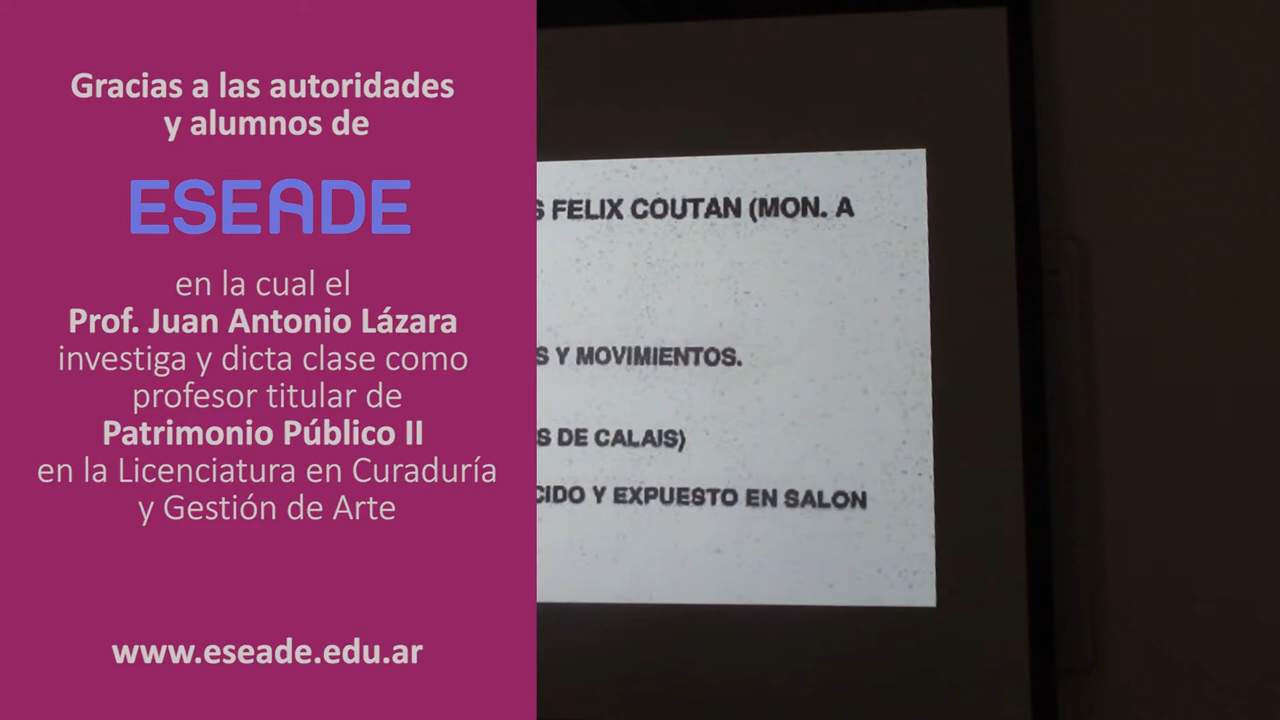 Gracias a las autoridades
y alumnos de
ESEADE
en la cual el
Prof. Juan Antonio Lázara
investiga y dicta clase como
profesor titular de
Patrimonio Público II
en la Licenciatura en Curaduría
y Gestión de Arte
www.eseade.edu.ar
FELIX COUTAN (MON. A
Y MOVIMIENTOS.
DE CALAIS)
Y EXPUESTO EN SALON